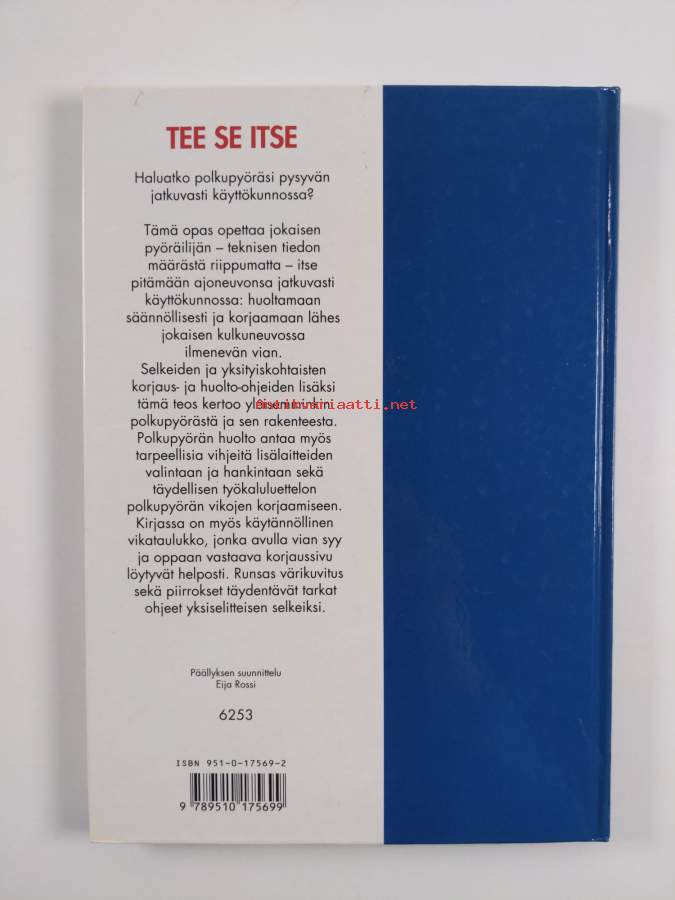 TEE SE ITSE
Haluatko polkupyöräsi pysyvän
jatkuvasti käyttökunnossa?
Tämä opas opettaa jokaisen
pyöräilijän – teknisen tiedon
määrästä riippumatta – itse
pitämään ajoneuvonsa jatkuvasti
käyttökunnossa: huoltamaan
säännöllisesti ja korjaamaan lähes
jokaisen kulkuneuvossa
ilmenevän vian.
Selkeiden ja yksityiskohtaisten
korjaus- ja huolto-ohjeiden lisäksi
tämä teos kertoo yleisemminkin
antikvariaatti.net
polkupyörästä ja sen rakenteesta.
Polkupyörän huolto antaa myös
tarpeellisia vihjeitä lisälaitteiden
valintaan ja hankintaan sekä
täydellisen työkaluluettelon
polkupyörän vikojen korjaamiseen.
Kirjassa on myös käytännöllinen
vikataulukko, jonka avulla vian syy
ja oppaan vastaava korjaussivu
löytyvät helposti. Runsas värikuvitus
sekä piirrokset täydentävät tarkat
ohjeet yksiselitteisen selkeiksi.
Päällyksen suunnittelu
Eija Rossi
6253
ISBN 951-0-17569-2
9 789510 175699